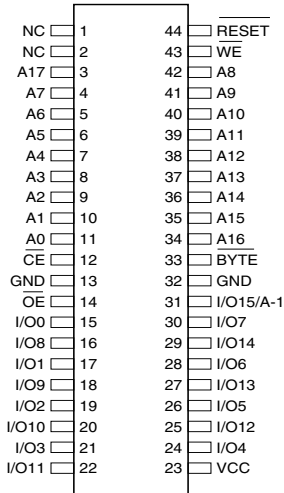 NC 1 44 RESET
NC 2 43 WE
A17 3 42 A8
A7 4 41 A9
A6 5 40 A10
A5 6 39 A11
A4 7 38 A12
A3 8 37 A13
A2 9 36 A14
A1 10 35 A15
A0 11 34 A16
CE 12 33 BYTE
GND 13 32 GND
OE 14 31 I/O15/A-1
I/O0 15 30 I/O7
I/O8 16 29 I/O14
I/O1 17 28 I/O6
I/O9 18 27 I/O13
I/O2 19 26 I/O5
I/O10 20 25 I/O12
I/O3 21 24 I/O4
I/O11 22 23 VCC